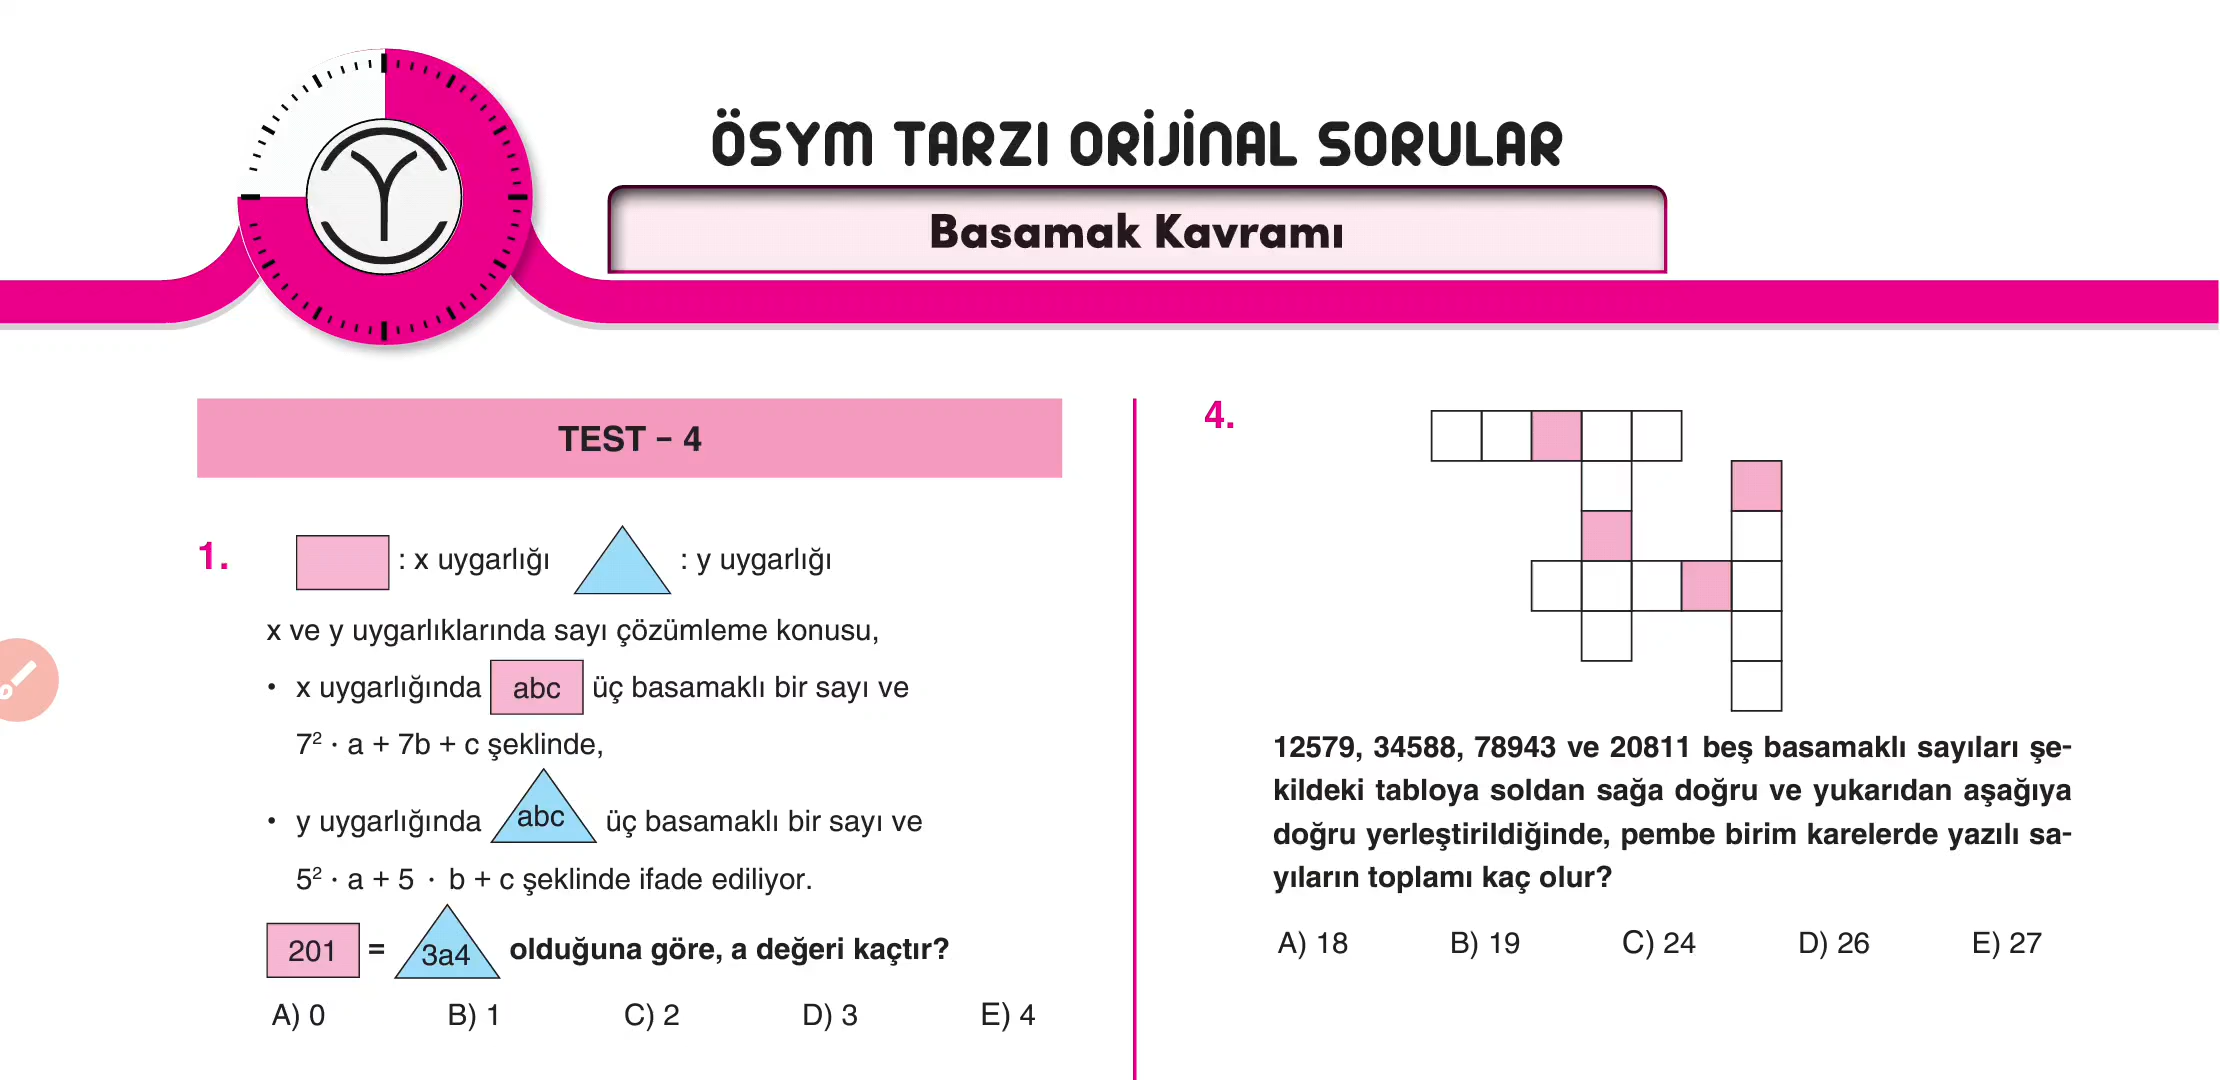 ÖSYM TARZI ORİJİNAL SORULAR
Basamak Kavramı
TEST – 4
1.
: x uygarlığı : y uygarlığı
x ve y uygarlıklarında sayı çözümleme konusu,
• x uygarlığında abc üç basamaklı bir sayı ve
7² · a + 7b + c şeklinde,
• y uygarlığında abc üç basamaklı bir sayı ve
5² · a + 5 · b + c şeklinde ifade ediliyor.
201 = 3a4 olduğuna göre, a değeri kaçtır?
A) 0 B) 1 C) 2 D) 3 E) 4
4.
12579, 34588, 78943 ve 20811 beş basamaklı sayıları şe-
kildeki tabloya soldan sağa doğru ve yukarıdan aşağıya
doğru yerleştirildiğinde, pembe birim karelerde yazılı sa-
yıların toplamı kaç olur?
A) 18 B) 19 C) 24 D) 26 E) 27